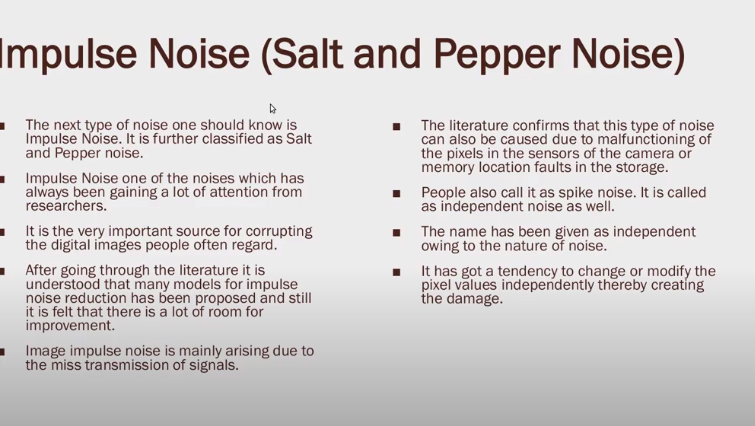 Impulse Noise (Salt and Pepper Noise)
The next type of noise one should know is
Impulse Noise. It is further classified as Salt
and Pepper noise.
Impulse Noise one of the noises which has
always been gaining a lot of attention from
researchers.
It is the very important source for corrupting
the digital images people often regard.
After going through the literature it is
understood that many models for impulse
noise reduction has been proposed and still
it is felt that there is a lot of room for
improvement.
Image impulse noise is mainly arising due to
the miss transmission of signals.
The literature confirms that this type of noise
can also be caused due to malfunctioning of
the pixels in the sensors of the camera or
memory location faults in the storage.
People also call it as spike noise. It is called
as independent noise as well.
The name has been given as independent
owing to the nature of noise.
It has got a tendency to change or modify the
pixel values independently thereby creating
the damage.